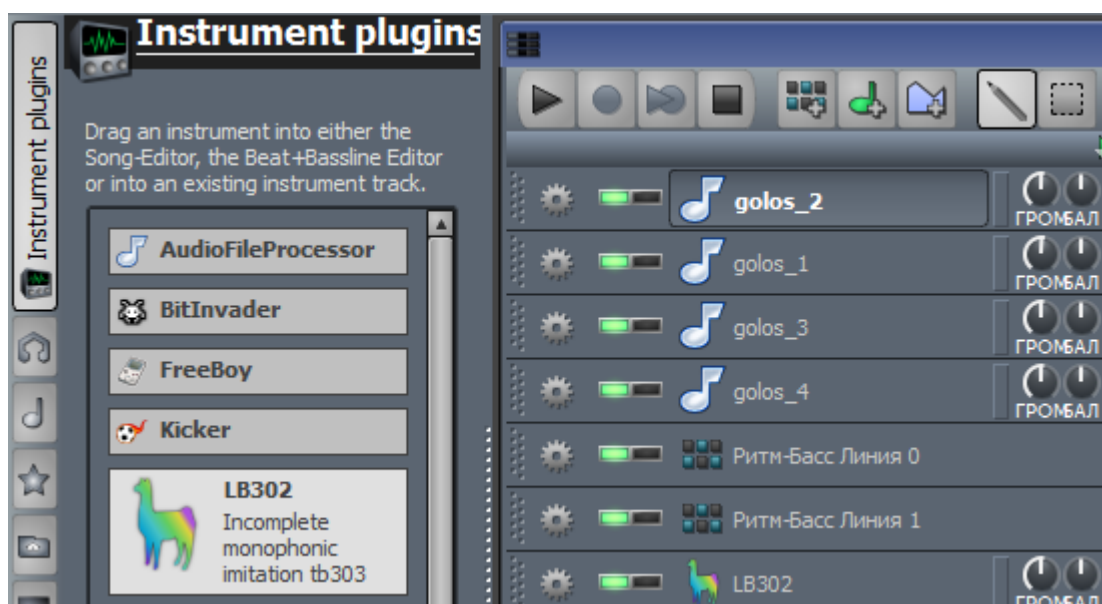 Instrument plugins
Instrument plugins
Drag an instrument into either the
Song-Editor, the Beat+Bassline Editor
or into an existing instrument track.
AudioFileProcessor
BitInvader
FreeBoy
Kicker
LB302
Incomplete
monophonic
imitation tb303
golos_2
ГРОМ БАЛ
golos_1
ГРОМ БАЛ
golos_3
ГРОМ БАЛ
golos_4
ГРОМ БАЛ
Ритм-Басс Линия 0
Ритм-Басс Линия 1
LB302
ГРОМ БАЛ